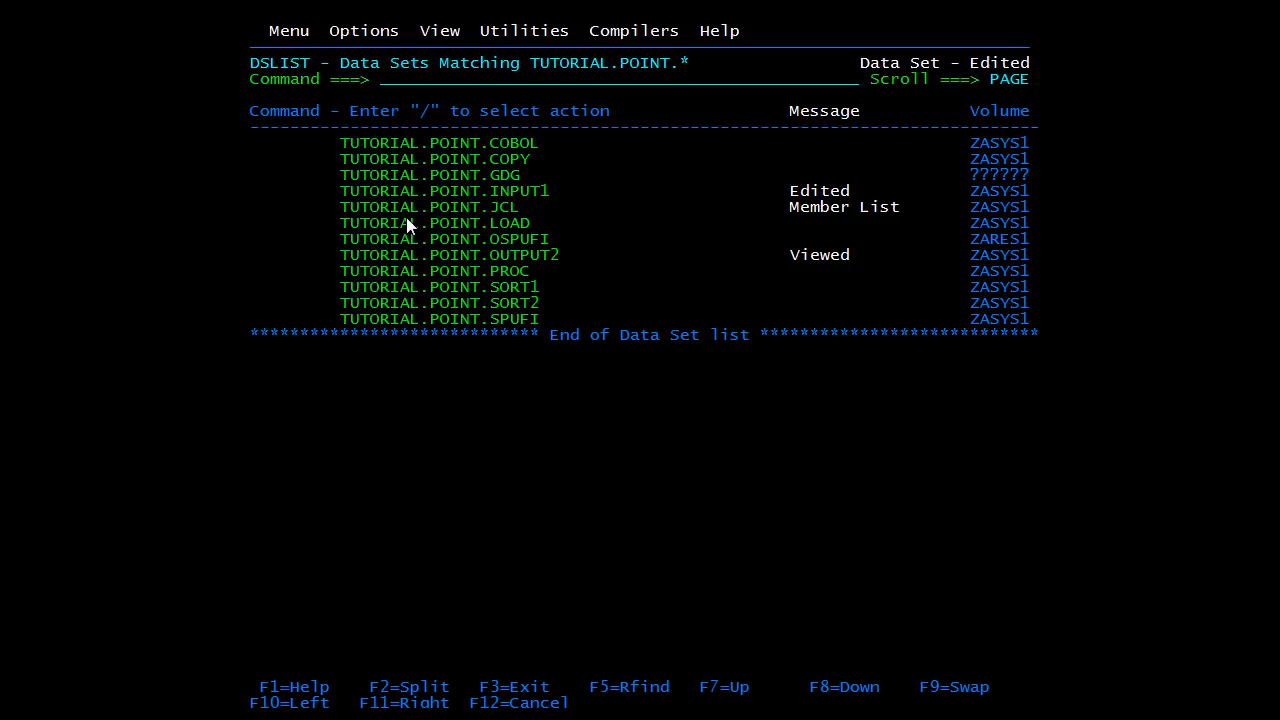 Menu Options View Utilities Compilers Help
DSLIST - Data Sets Matching TUTORIAL.POINT.* Data Set - Edited
Command ===> Scroll ===> PAGE
Command - Enter "/" to select action Message Volume
TUTORIAL.POINT.COBOL ZASYS1
TUTORIAL.POINT.COPY ZASYS1
TUTORIAL.POINT.GDG ??????
TUTORIAL.POINT.INPUT1 Edited ZASYS1
TUTORIAL.POINT.JCL Member List ZASYS1
TUTORIAL.POINT.LOAD ZASYS1
TUTORIAL.POINT.OSPUFI ZARES1
TUTORIAL.POINT.OUTPUT2 Viewed ZASYS1
TUTORIAL.POINT.PROC ZASYS1
TUTORIAL.POINT.SORT1 ZASYS1
TUTORIAL.POINT.SORT2 ZASYS1
TUTORIAL.POINT.SPUFI ZASYS1
***************************** End of Data Set list ****************************
F1=Help F2=Split F3=Exit F5=Rfind F7=Up F8=Down F9=Swap
F10=Left F11=Right F12=Cancel